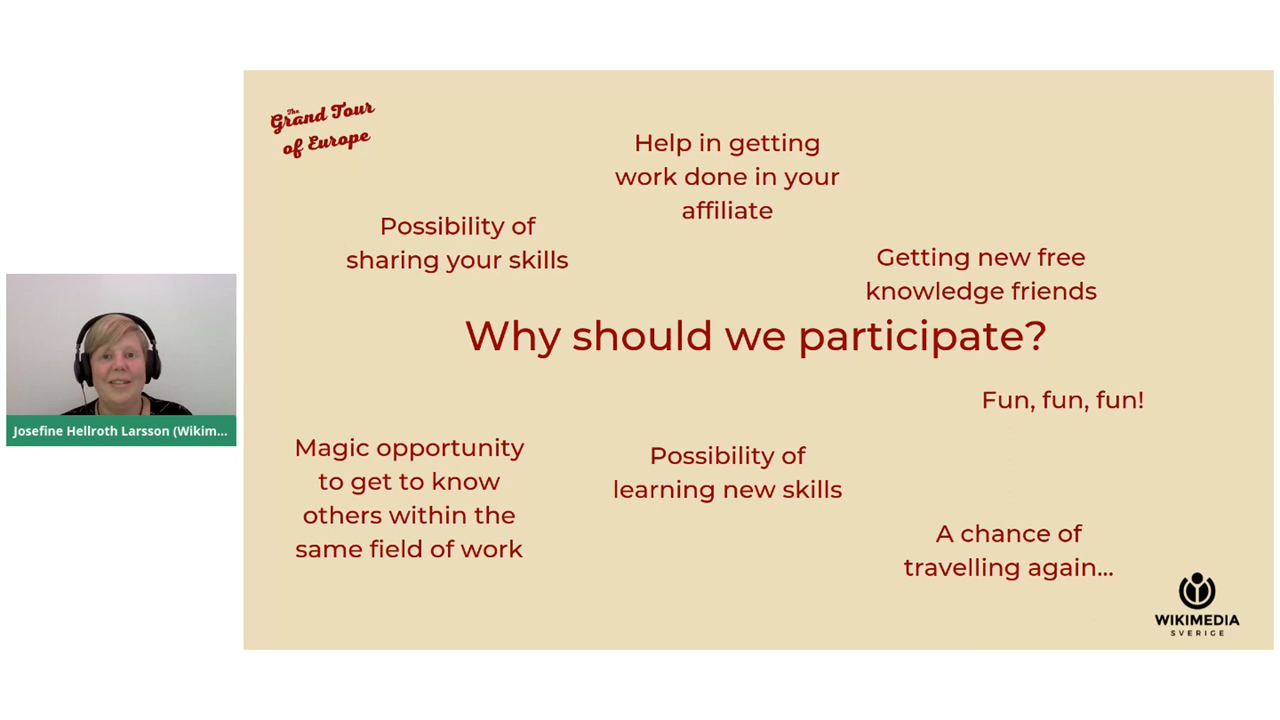 The
Grand Tour
of Europe
Help in getting
work done in your
affiliate
Possibility of
sharing your skills
Getting new free
knowledge friends
Why should we participate?
Fun, fun, fun!
Magic opportunity
to get to know
others within the
same field of work
Possibility of
learning new skills
A chance of
travelling again...
WIKIMEDIA
SVERIGE
Josefine Hellroth Larsson (Wikim...